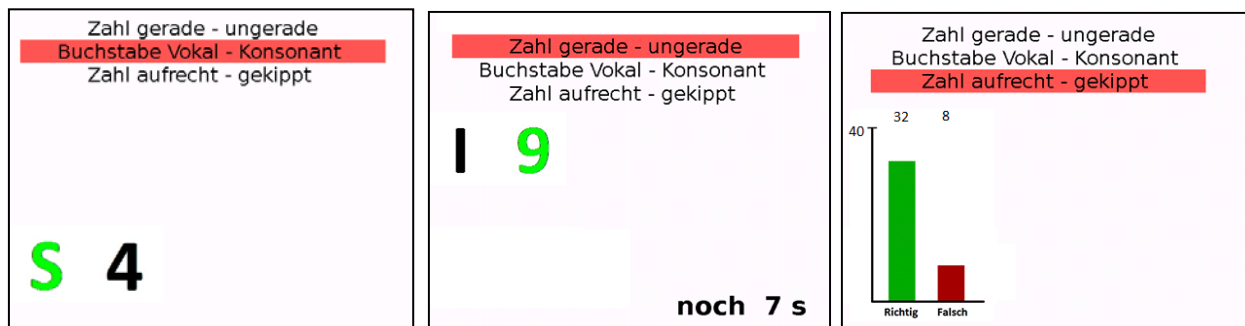 Zahl gerade - ungerade
Buchstabe Vokal - Konsonant
Zahl aufrecht - gekippt
S 4
Zahl gerade - ungerade
Buchstabe Vokal - Konsonant
Zahl aufrecht - gekippt
I 9
noch 7 s
Zahl gerade - ungerade
Buchstabe Vokal - Konsonant
Zahl aufrecht - gekippt
32 8
40
Richtig Falsch